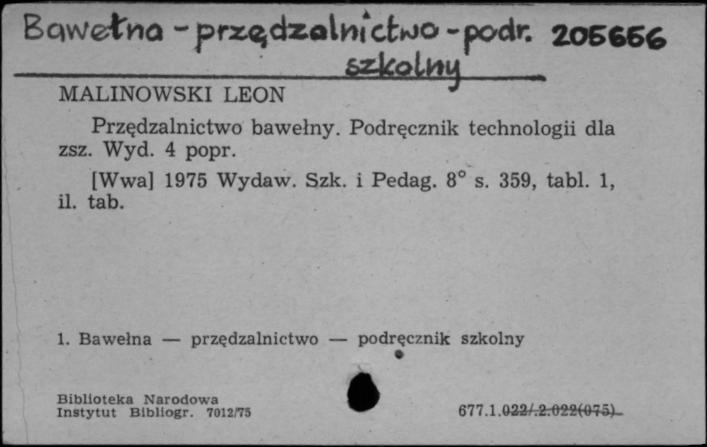 Bawełna - przędzalnictwo - podr. 205656
szkolny
MALINOWSKI LEON
Przędzalnictwo bawełny. Podręcznik technologii dla
zsz. Wyd. 4 popr.
[Wwa] 1975 Wydaw. Szk. i Pedag. 8° s. 359, tabl. 1,
il. tab.
1. Bawełna — przędzalnictwo — podręcznik szkolny
Biblioteka Narodowa
Instytut Bibliogr. 7012/75
677.1.022/.2.022(075)